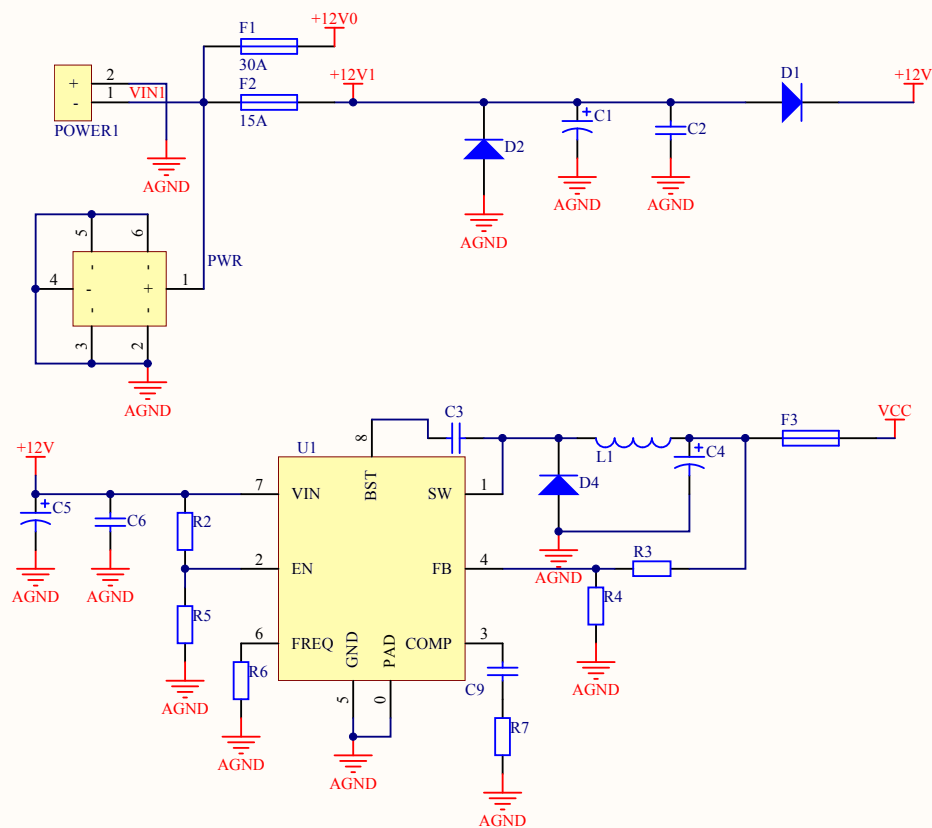 F1
+12V0
30A
+
2
-
1
VIN1
POWER1
F2
+12V1
15A
D1
+12V
C1
+
C2
D2
AGND
AGND
AGND
AGND
5
6
PWR
-
-
4
-
+
1
-
-
3
2
AGND
C3
F3
VCC
+12V
8
U1
BST
L1
+
C4
7
VIN
SW
1
D4
+
C5
C6
R2
2
EN
FB
4
AGND
R3
AGND
AGND
R5
R4
6
FREQ
COMP
3
GND
PAD
AGND
R6
C9
AGND
5
0
R7
AGND
AGND
AGND